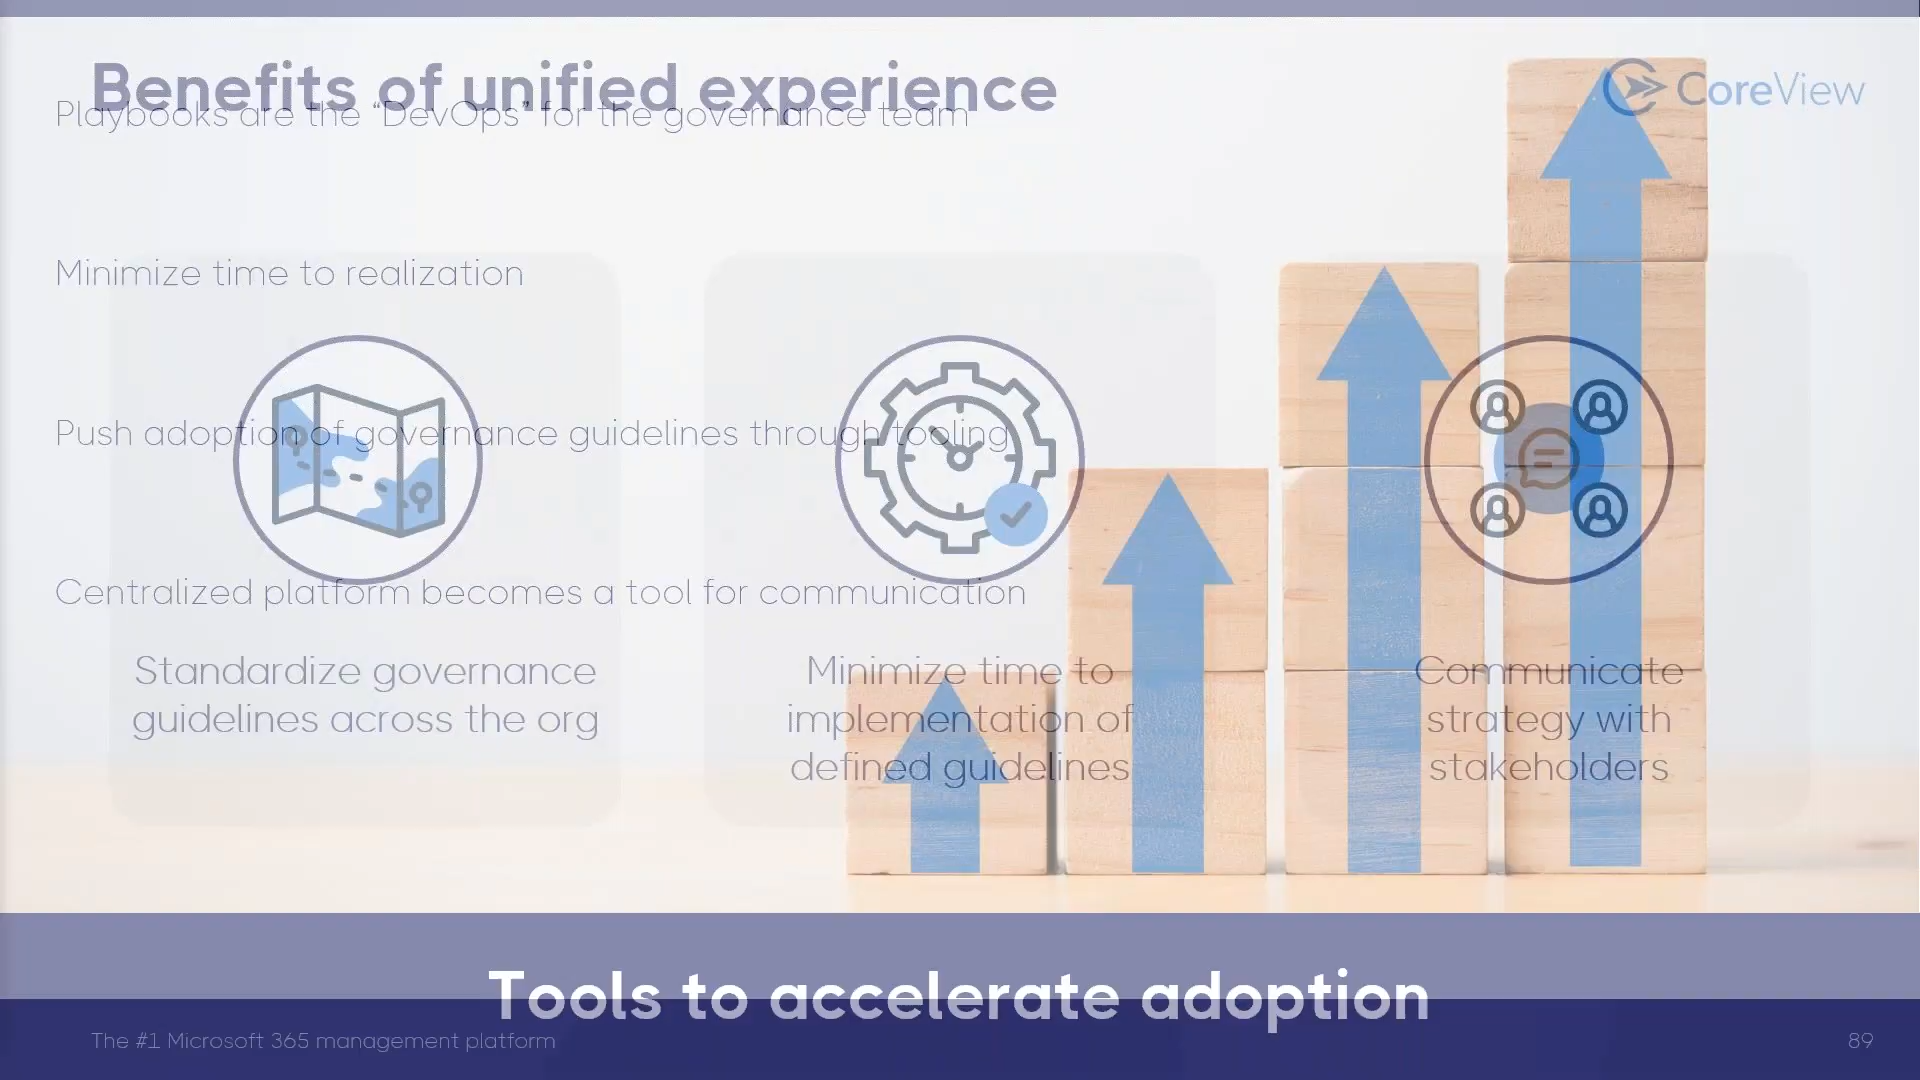 Benefits of unified experience
CoreView
Playbooks are the “DevOps” for the governance team
Minimize time to realization
Push adoption of governance guidelines through tooling
Centralized platform becomes a tool for communication
Standardize governance
guidelines across the org
Minimize time to
implementation of
defined guidelines
Communicate
strategy with
stakeholders
Tools to accelerate adoption
The #1 Microsoft 365 management platform
89